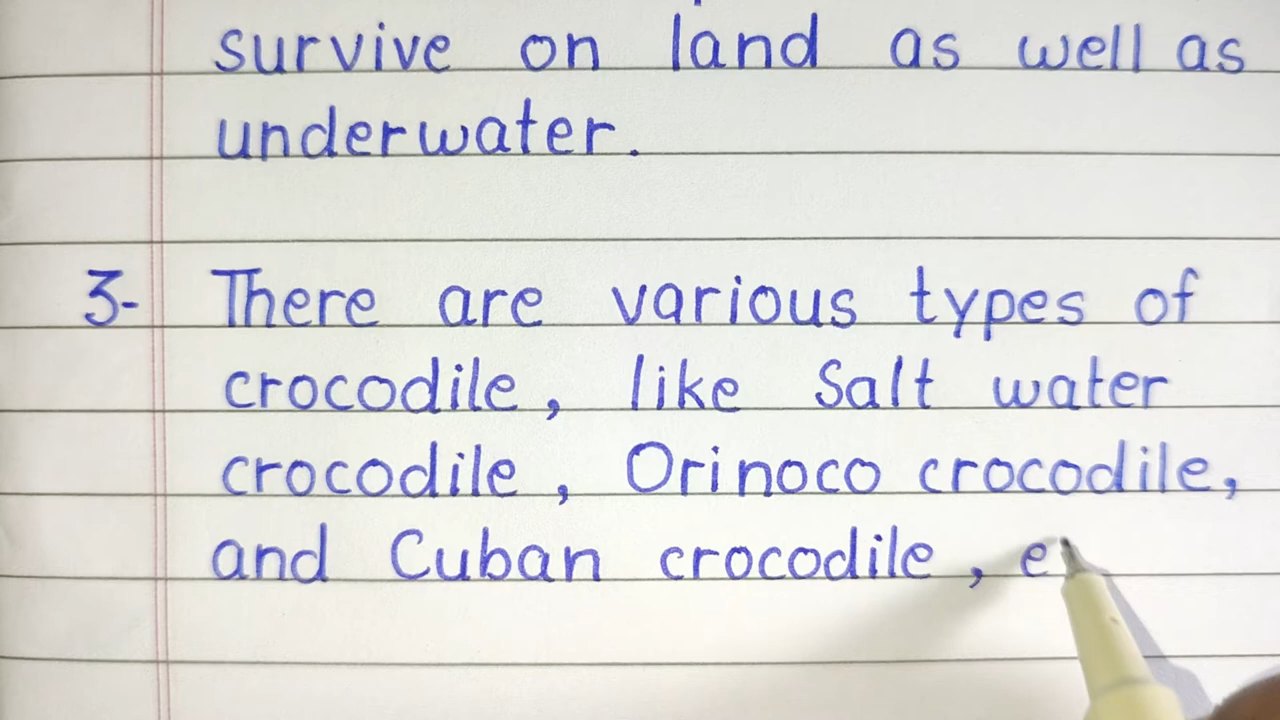 survive on land as well as
underwater.
3- There are various types of
crocodile, like Salt water
crocodile, Orinoco crocodile,
and Cuban crocodile, e